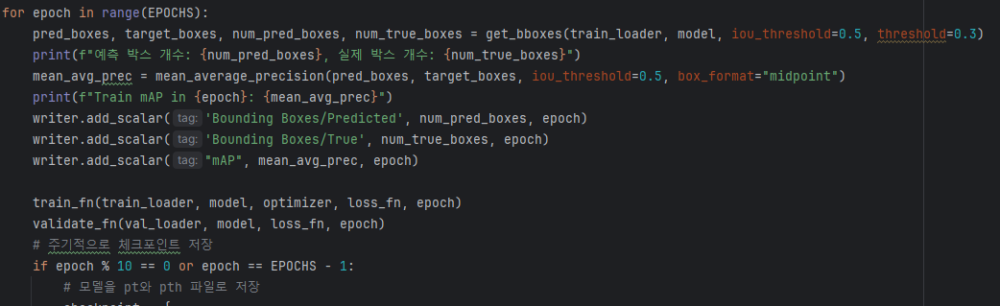 for epoch in range(EPOCHS):
    pred_boxes, target_boxes, num_pred_boxes, num_true_boxes = get_bboxes(train_loader, model, iou_threshold=0.5, threshold=0.3)
    print(f"예측 박스 개수: {num_pred_boxes}, 실제 박스 개수: {num_true_boxes}")
    mean_avg_prec = mean_average_precision(pred_boxes, target_boxes, iou_threshold=0.5, box_format="midpoint")
    print(f"Train mAP in {epoch}: {mean_avg_prec}")
    writer.add_scalar( tag: 'Bounding Boxes/Predicted', num_pred_boxes, epoch)
    writer.add_scalar( tag: 'Bounding Boxes/True', num_true_boxes, epoch)
    writer.add_scalar( tag: "mAP", mean_avg_prec, epoch)
    train_fn(train_loader, model, optimizer, loss_fn, epoch)
    validate_fn(val_loader, model, loss_fn, epoch)
    # 주기적으로 체크포인트 저장
    if epoch % 10 == 0 or epoch == EPOCHS - 1:
        # 모델을 pt와 pth 파일로 저장